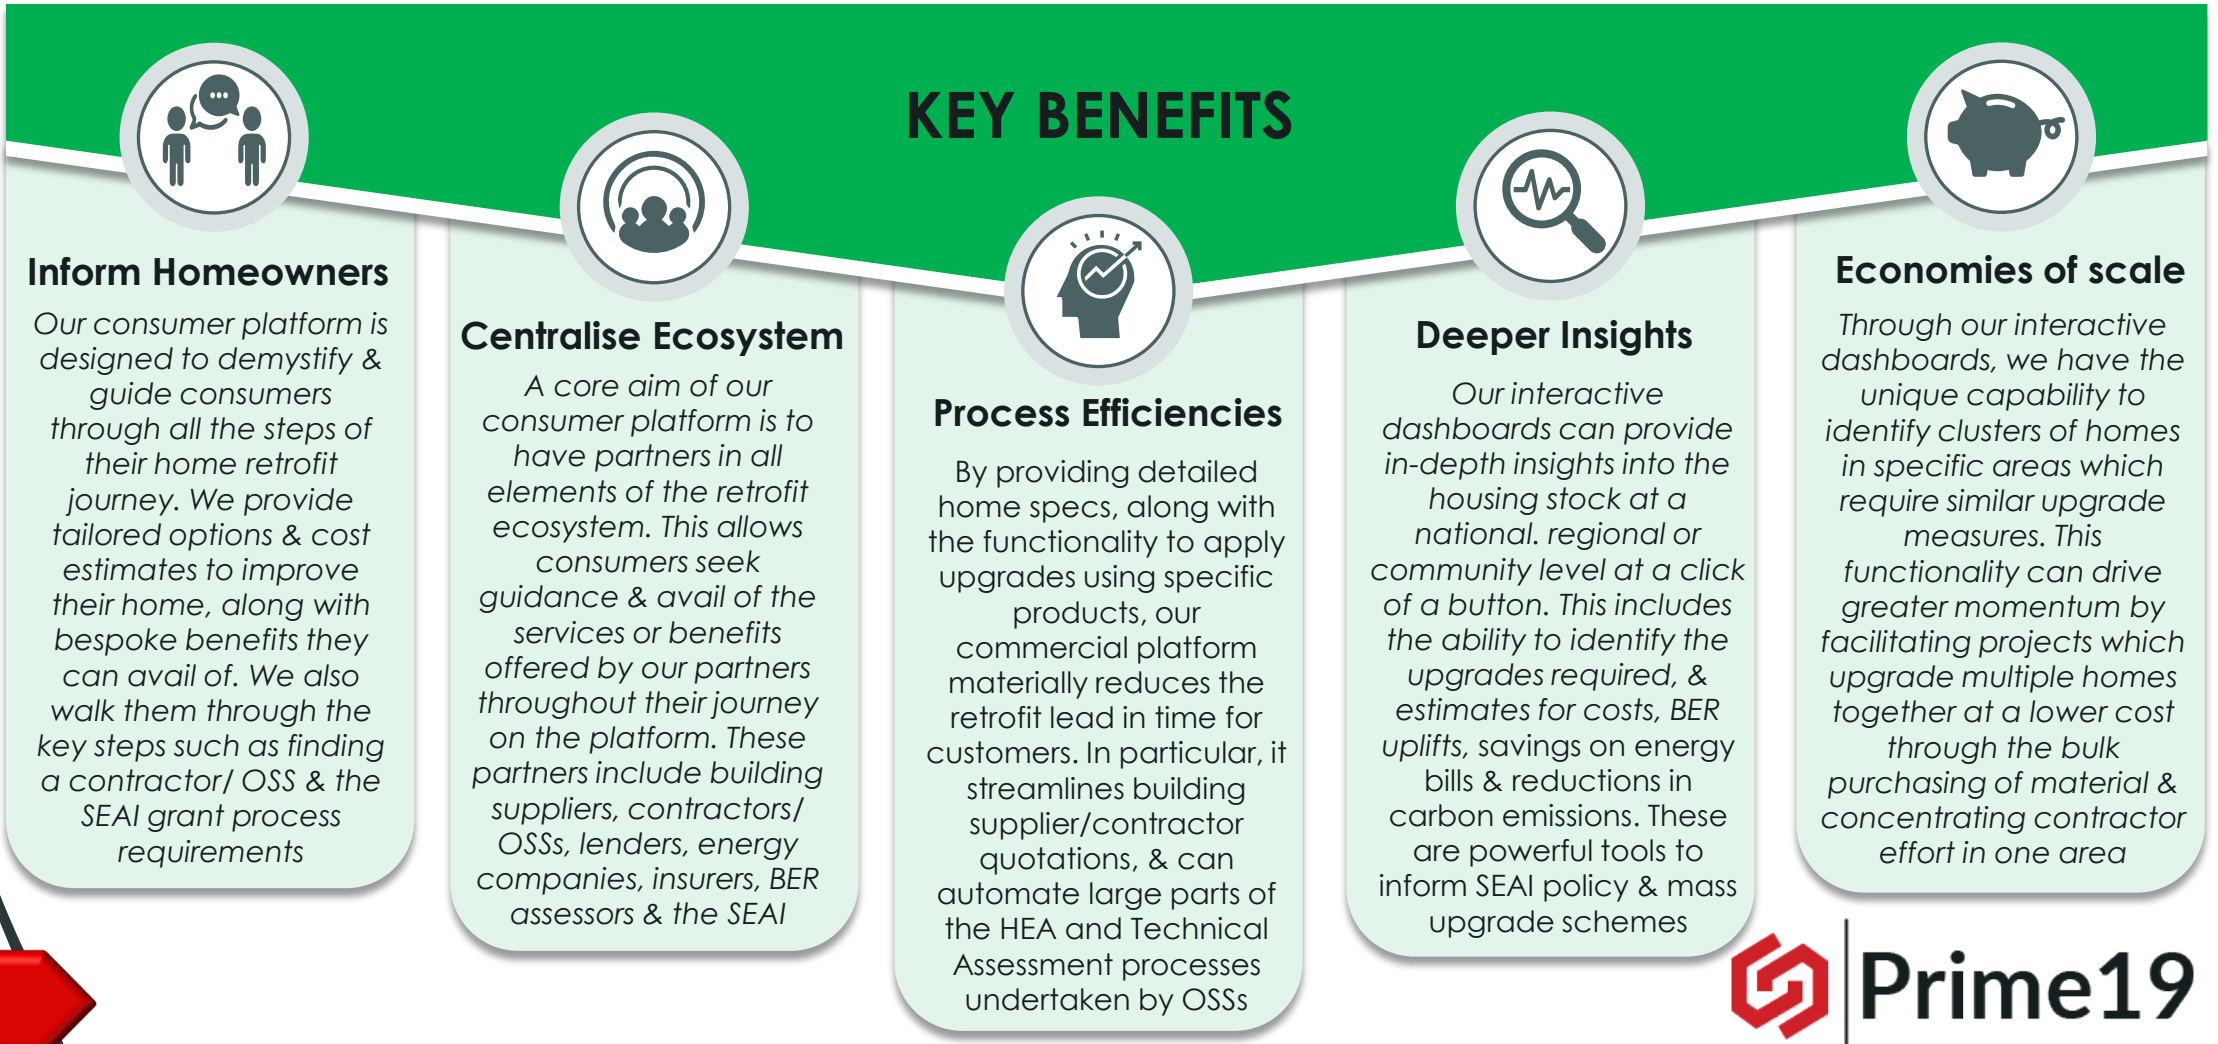 KEY BENEFITS
Inform Homeowners
Our consumer platform is
designed to demystify &
guide consumers
through all the steps of
their home retrofit
journey. We provide
tailored options & cost
estimates to improve
their home, along with
bespoke benefits they
can avail of. We also
walk them through the
key steps such as finding
a contractor/ OSS & the
SEAI grant process
requirements
Centralise Ecosystem
A core aim of our
consumer platform is to
have partners in all
elements of the retrofit
ecosystem. This allows
consumers seek
guidance & avail of the
services or benefits
offered by our partners
throughout their journey
on the platform. These
partners include building
suppliers, contractors/
OSSs, lenders, energy
companies, insurers, BER
assessors & the SEAI
Process Efficiencies
By providing detailed
home specs, along with
the functionality to apply
upgrades using specific
products, our
commercial platform
materially reduces the
retrofit lead in time for
customers. In particular, it
streamlines building
supplier/contractor
quotations, & can
automate large parts of
the HEA and Technical
Assessment processes
undertaken by OSSs
Deeper Insights
Our interactive
dashboards can provide
in-depth insights into the
housing stock at a
national. regional or
community level at a click
of a button. This includes
the ability to identify the
upgrades required, &
estimates for costs, BER
uplifts, savings on energy
bills & reductions in
carbon emissions. These
are powerful tools to
inform SEAI policy & mass
upgrade schemes
Economies of scale
Through our interactive
dashboards, we have the
unique capability to
identify clusters of homes
in specific areas which
require similar upgrade
measures. This
functionality can drive
greater momentum by
facilitating projects which
upgrade multiple homes
together at a lower cost
through the bulk
purchasing of material &
concentrating contractor
effort in one area
Prime19